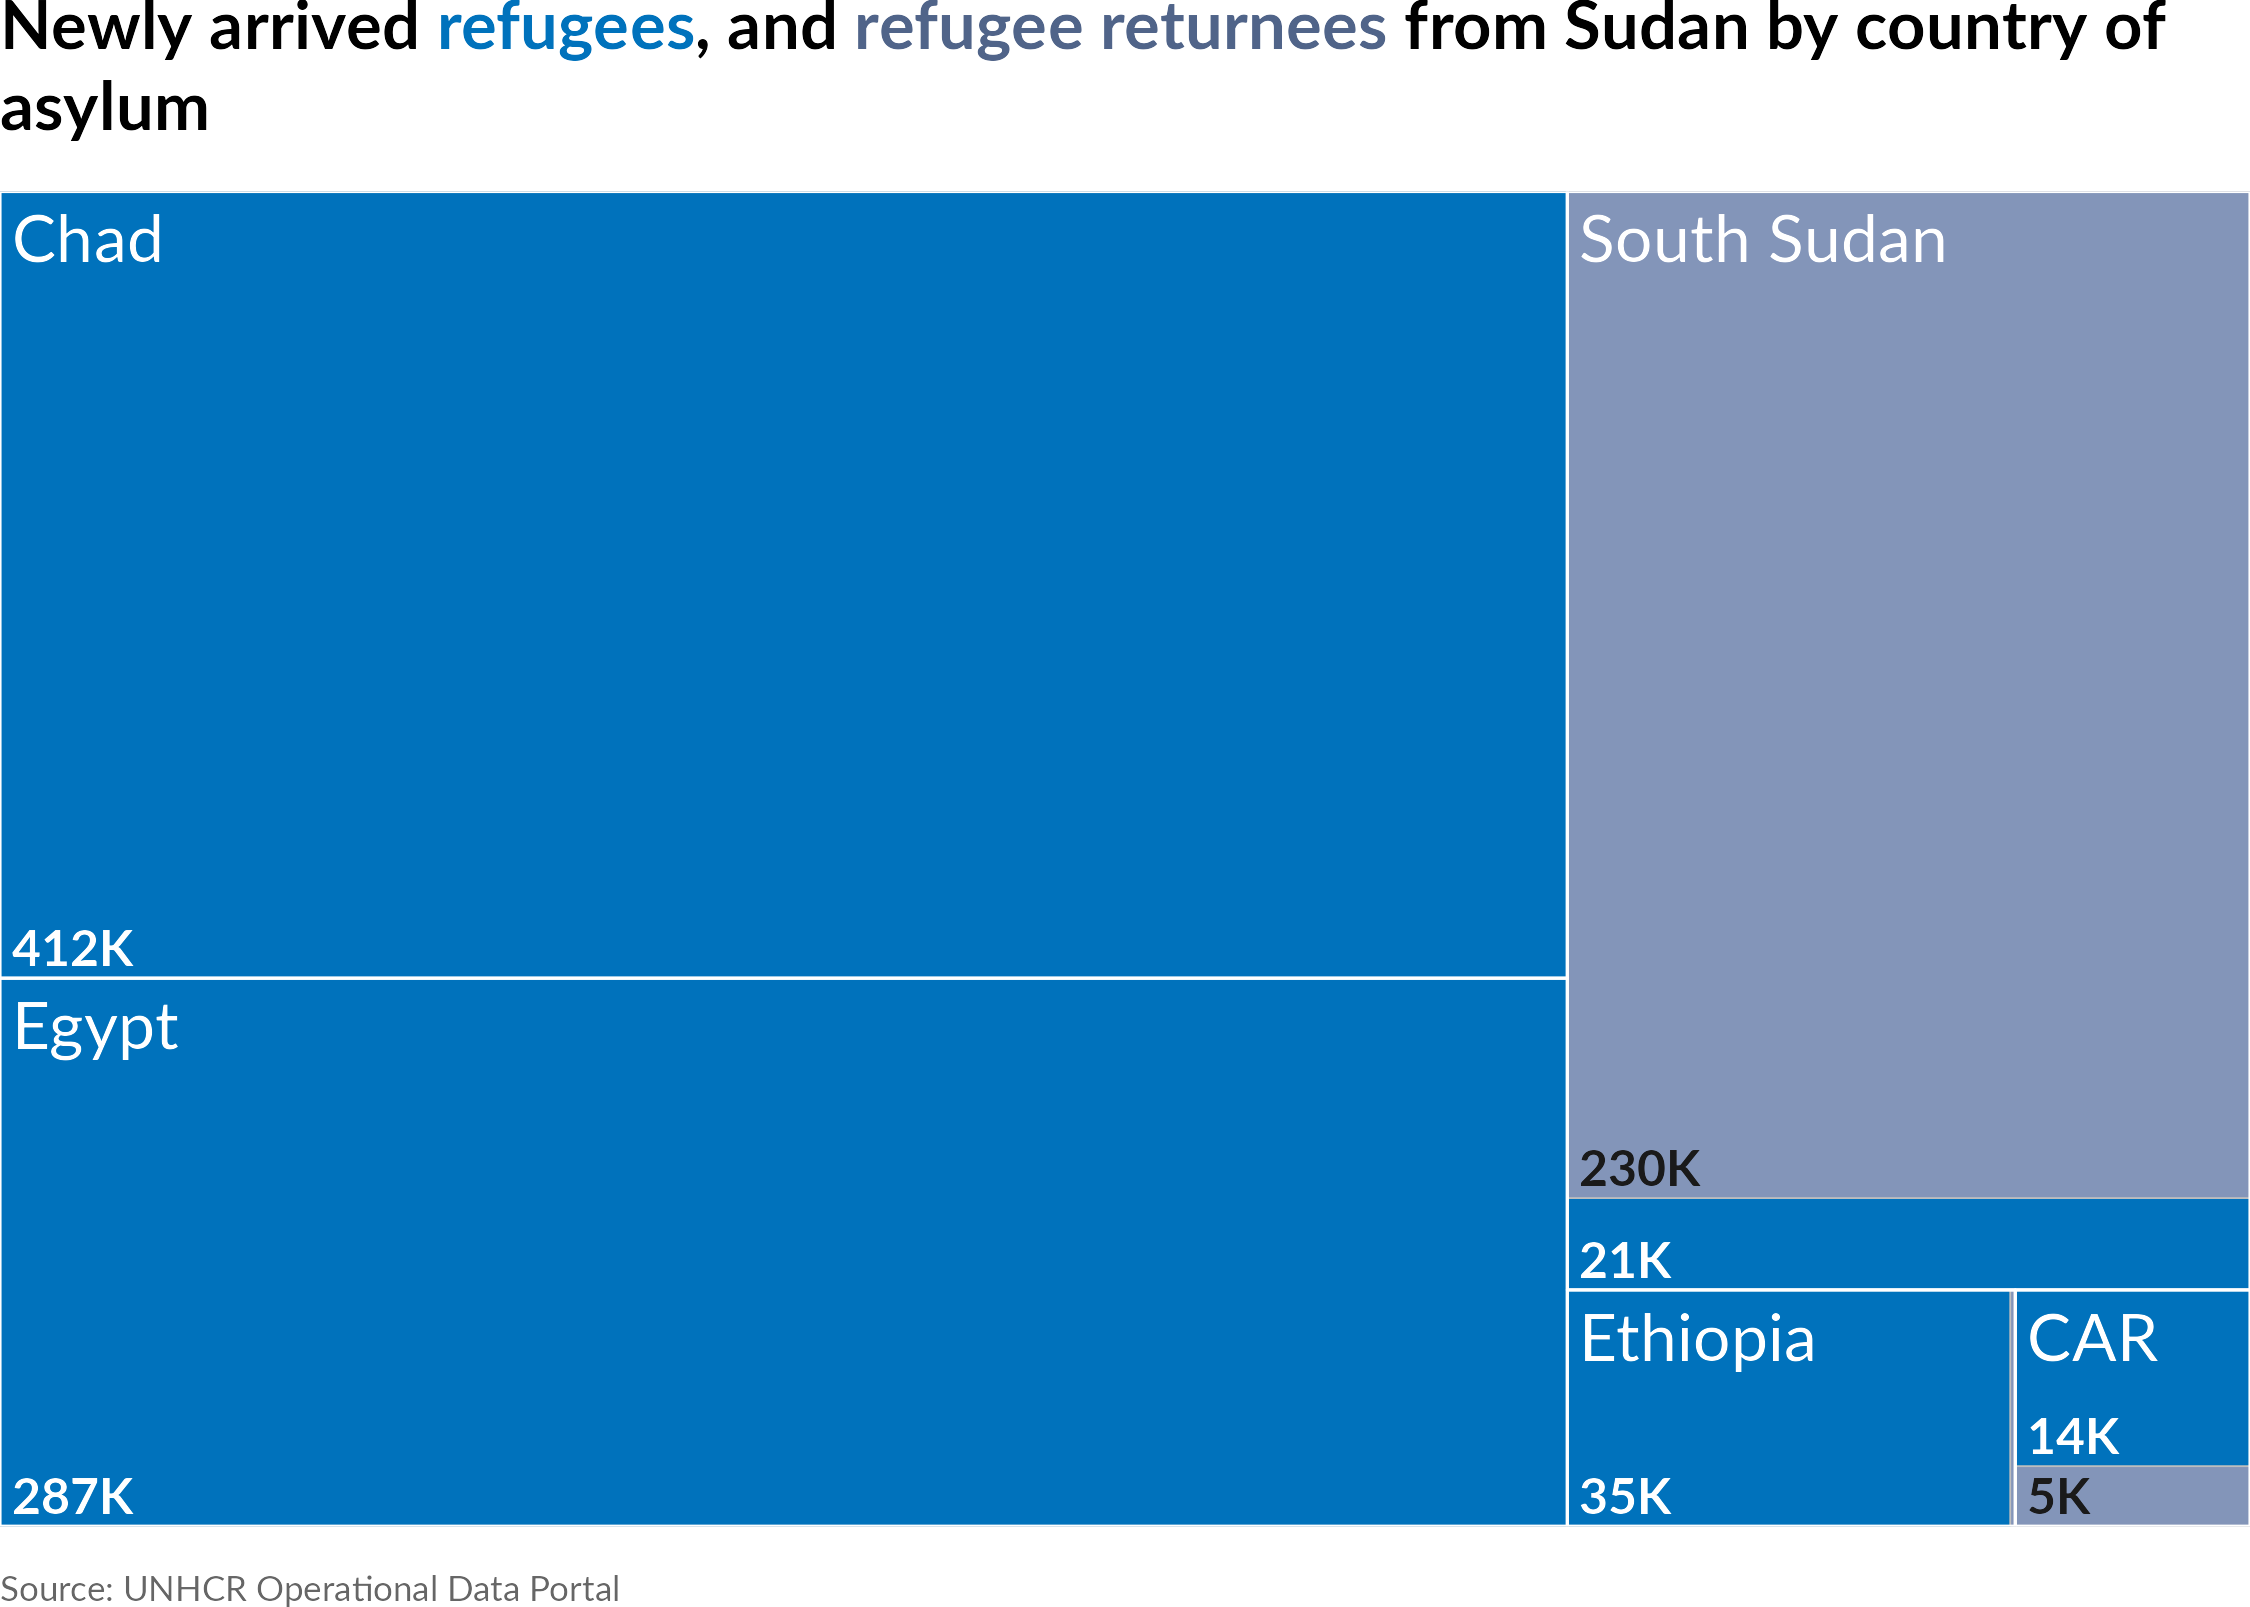 Newly arrived refugees, and refugee returnees from Sudan by country of
asylum
Chad
412K
Egypt
287K
South Sudan
230K
21K
Ethiopia
35K
CAR
14K
5K
Source: UNHCR Operational Data Portal